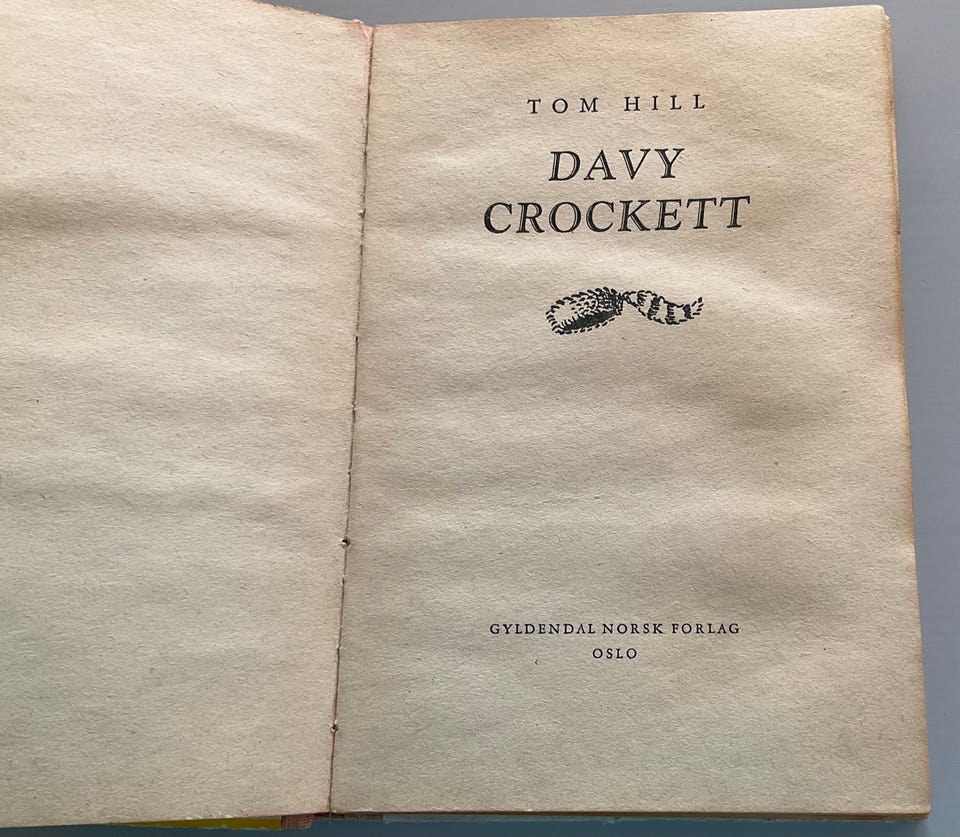 TOM HILL
DAVY
CROCKETT
GYLDENDAL NORSK FORLAG
OSLO